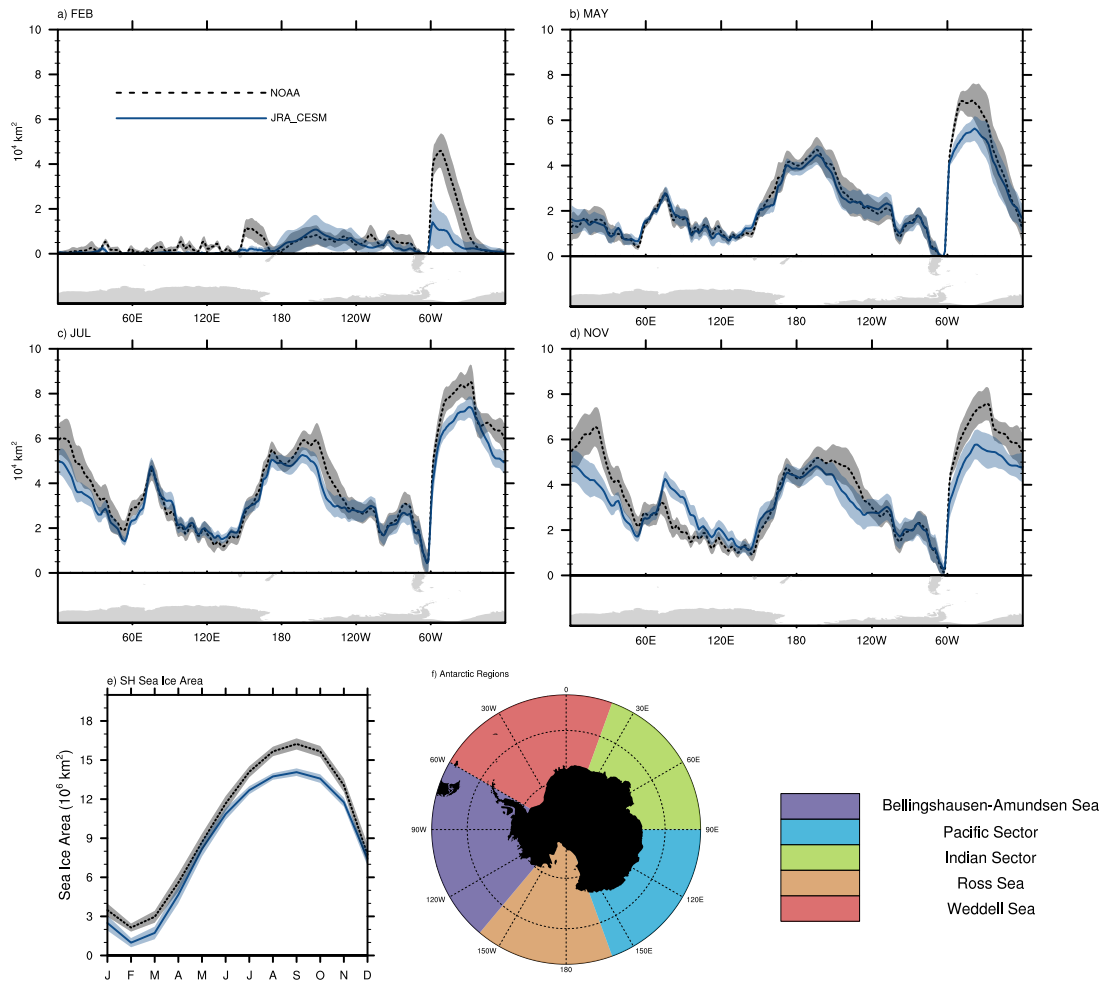 a) FEB
10
8
6
4
2
0
10⁴ km²
NOAA
JRA_CESM
60E 120E 180 120W 60W
b) MAY
10
8
6
4
2
0
60E 120E 180 120W 60W
c) JUL
10
8
6
4
2
0
10⁴ km²
60E 120E 180 120W 60W
d) NOV
10
8
6
4
2
0
60E 120E 180 120W 60W
e) SH Sea Ice Area
18
15
12
9
6
3
0
Sea Ice Area (10⁶ km²)
J F M A M J J A S O N D
f) Antarctic Regions
0
30W 30E
60W 60E
90W 90E
120W 120E
150W 150E
180
Bellingshausen-Amundsen Sea
Pacific Sector
Indian Sector
Ross Sea
Weddell Sea